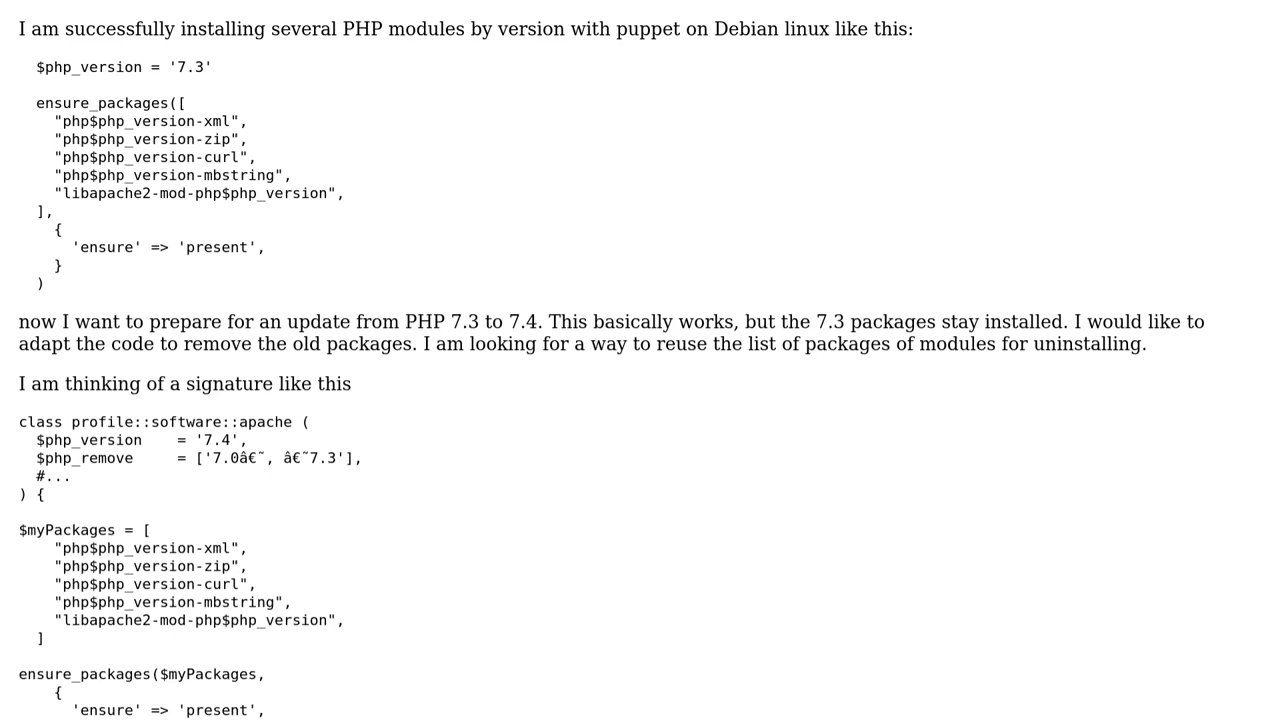 I am successfully installing several PHP modules by version with puppet on Debian linux like this:
  $php_version = '7.3'

  ensure_packages([
    "php$php_version-xml",
    "php$php_version-zip",
    "php$php_version-curl",
    "php$php_version-mbstring",
    "libapache2-mod-php$php_version",
  ],
    {
      'ensure' => 'present',
    }
  )
now I want to prepare for an update from PHP 7.3 to 7.4. This basically works, but the 7.3 packages stay installed. I would like to
adapt the code to remove the old packages. I am looking for a way to reuse the list of packages of modules for uninstalling.
I am thinking of a signature like this
class profile::software::apache (
  $php_version    = '7.4',
  $php_remove     = ['7.0â€˜, â€˜7.3'],
  #...
) {

$myPackages = [
    "php$php_version-xml",
    "php$php_version-zip",
    "php$php_version-curl",
    "php$php_version-mbstring",
    "libapache2-mod-php$php_version",
  ]

ensure_packages($myPackages,
    {
      'ensure' => 'present',